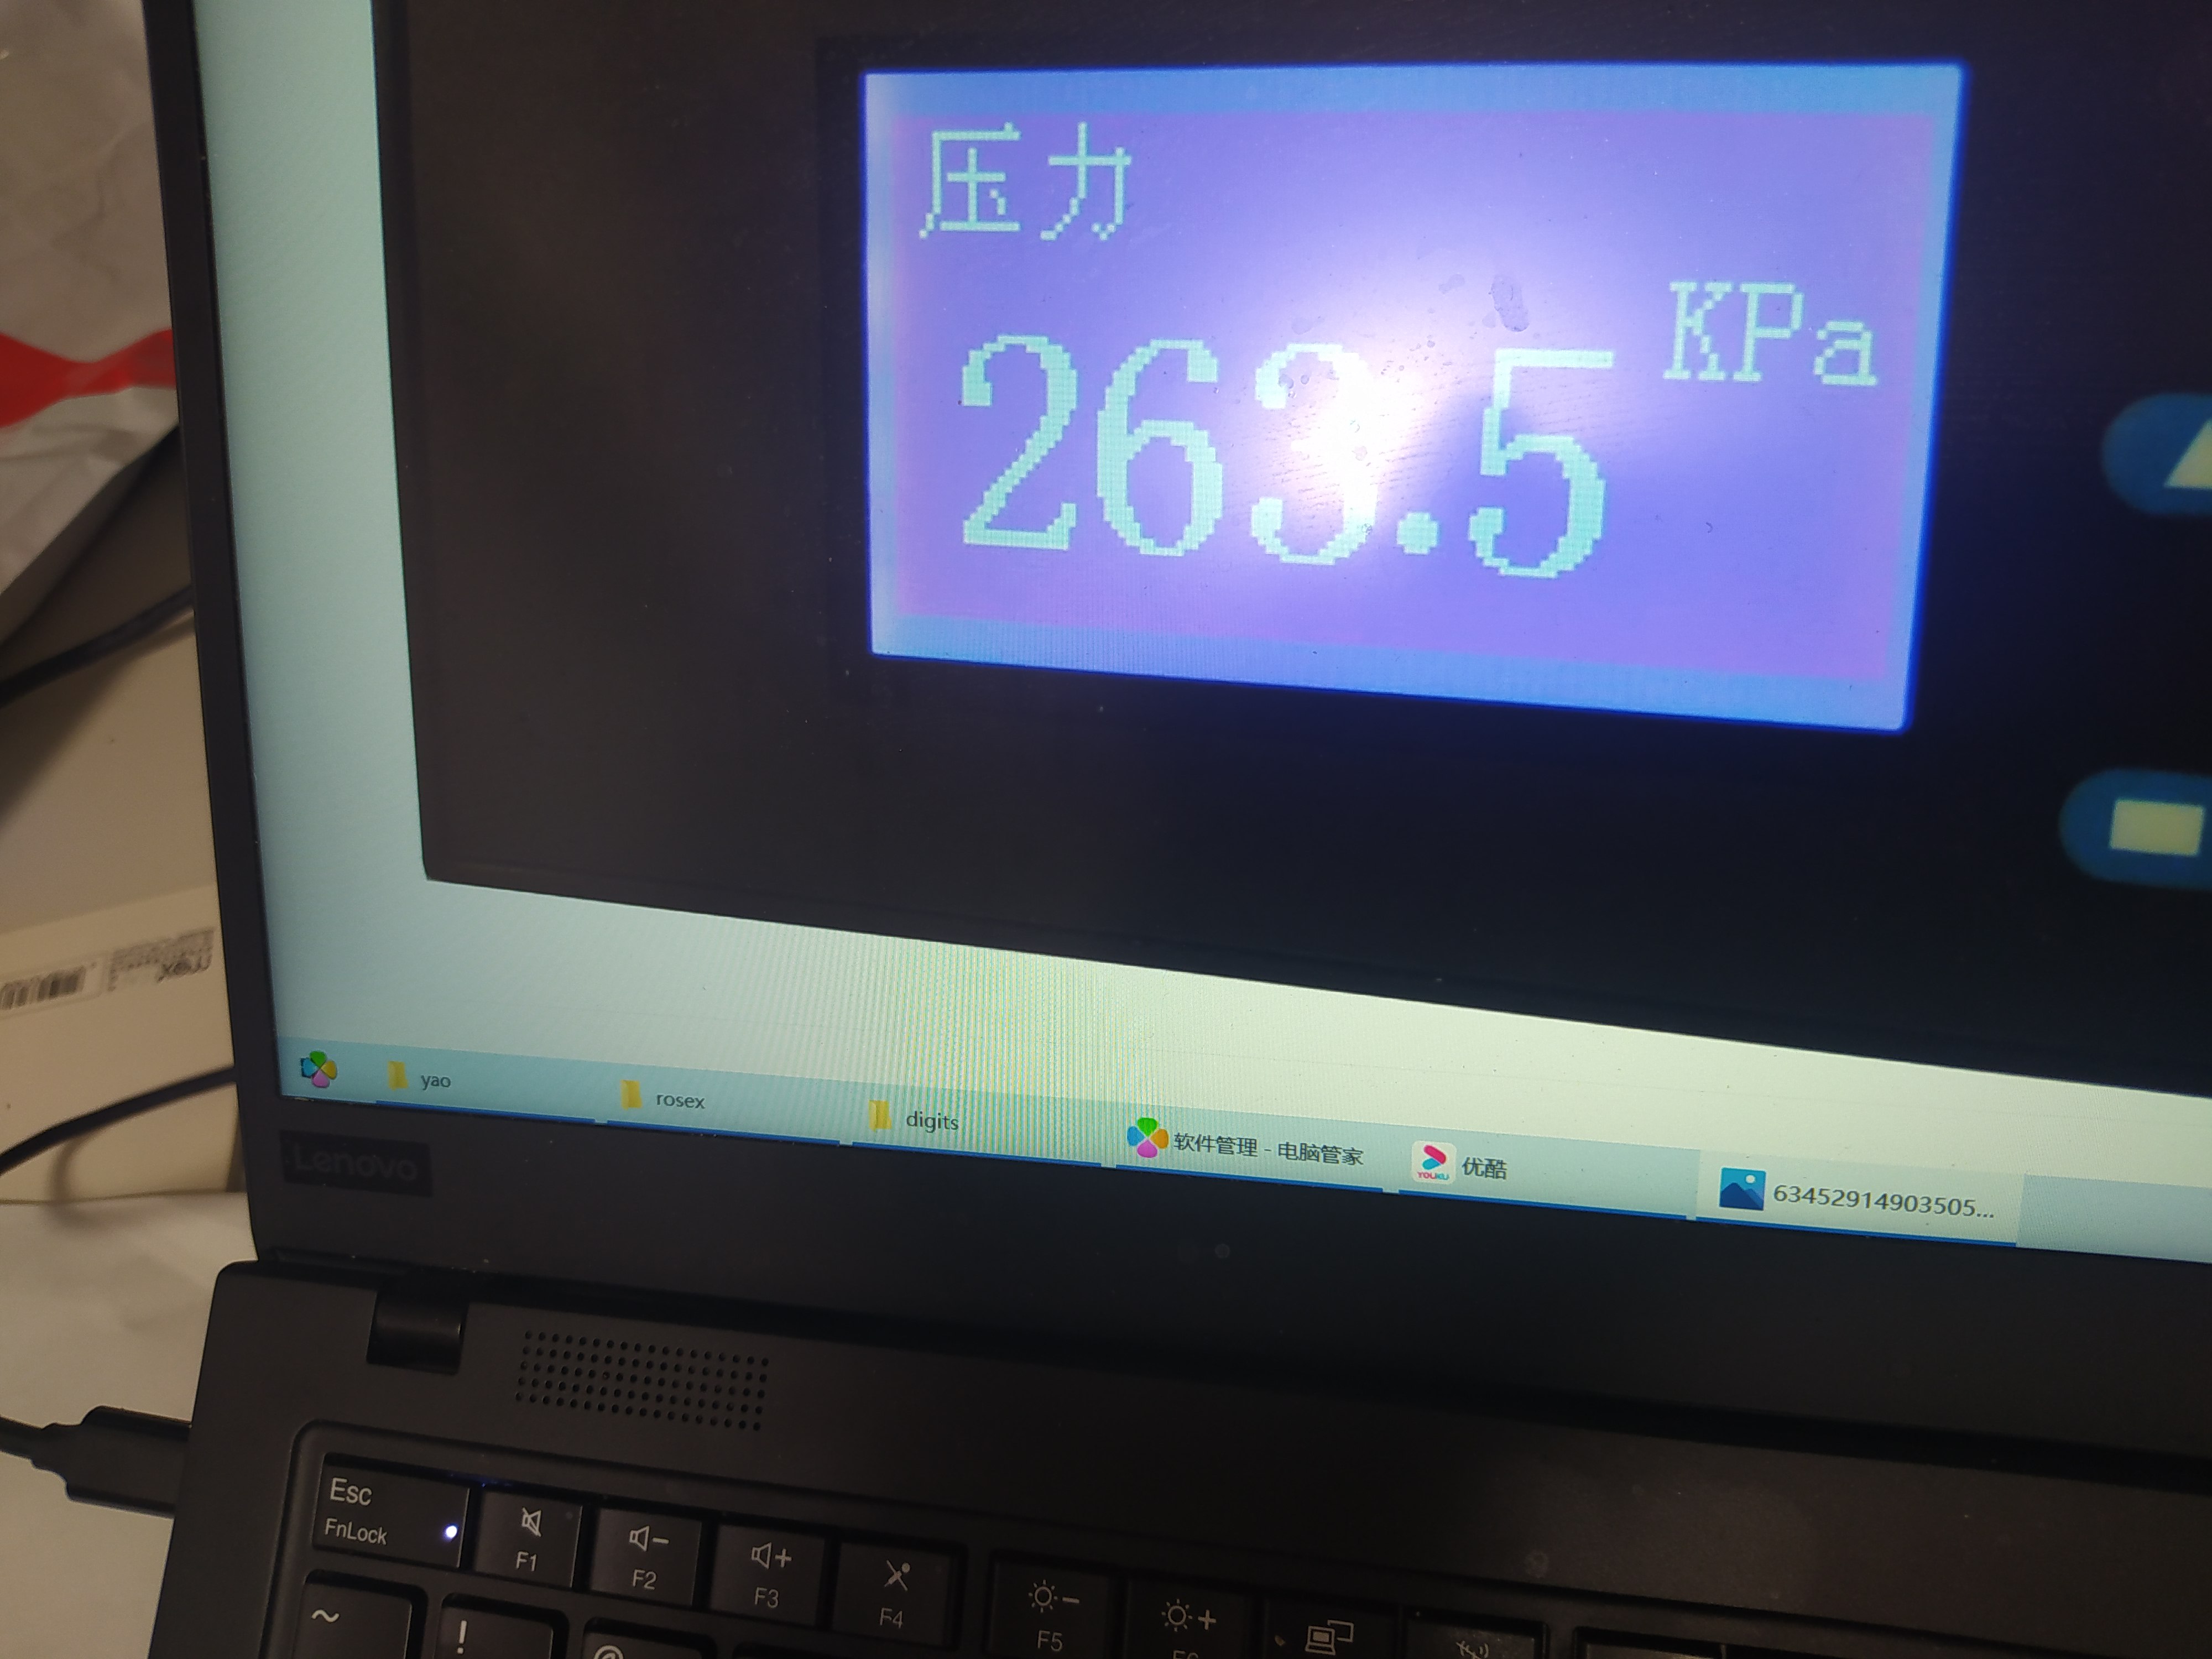 压力
KPa
263.5
yao
rosex
digits
软件管理 - 电脑管家
YOUKU
优酷
63452914903505...
Lenovo
Esc
FnLock
F1
F2
F3
F4
F5
~
!